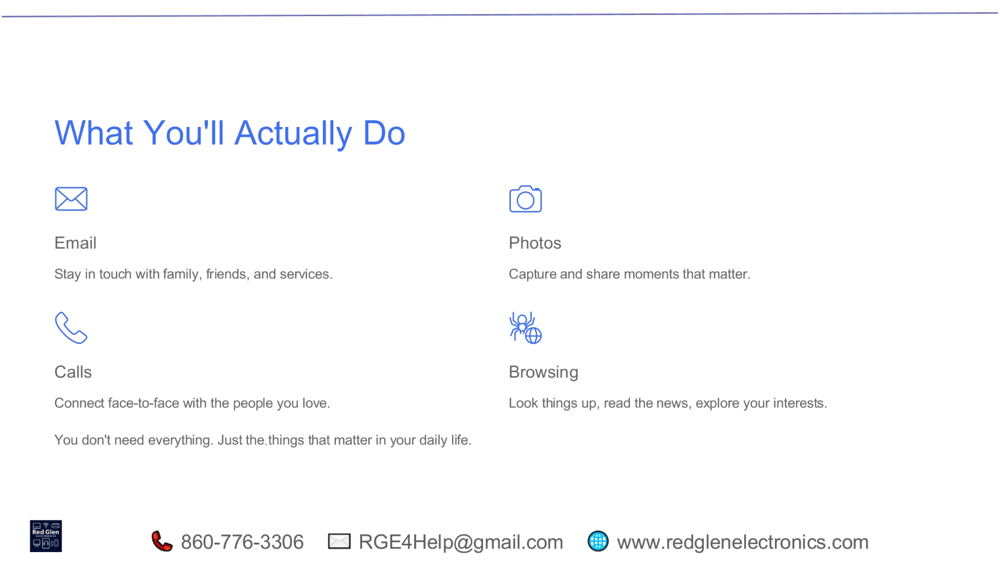 What You'll Actually Do
Email
Stay in touch with family, friends, and services.
Photos
Capture and share moments that matter.
Calls
Connect face-to-face with the people you love.
Browsing
Look things up, read the news, explore your interests.
You don't need everything. Just the.things that matter in your daily life.
Red Glen
ELECTRONICS
860-776-3306 RGE4Help@gmail.com www.redglenelectronics.com